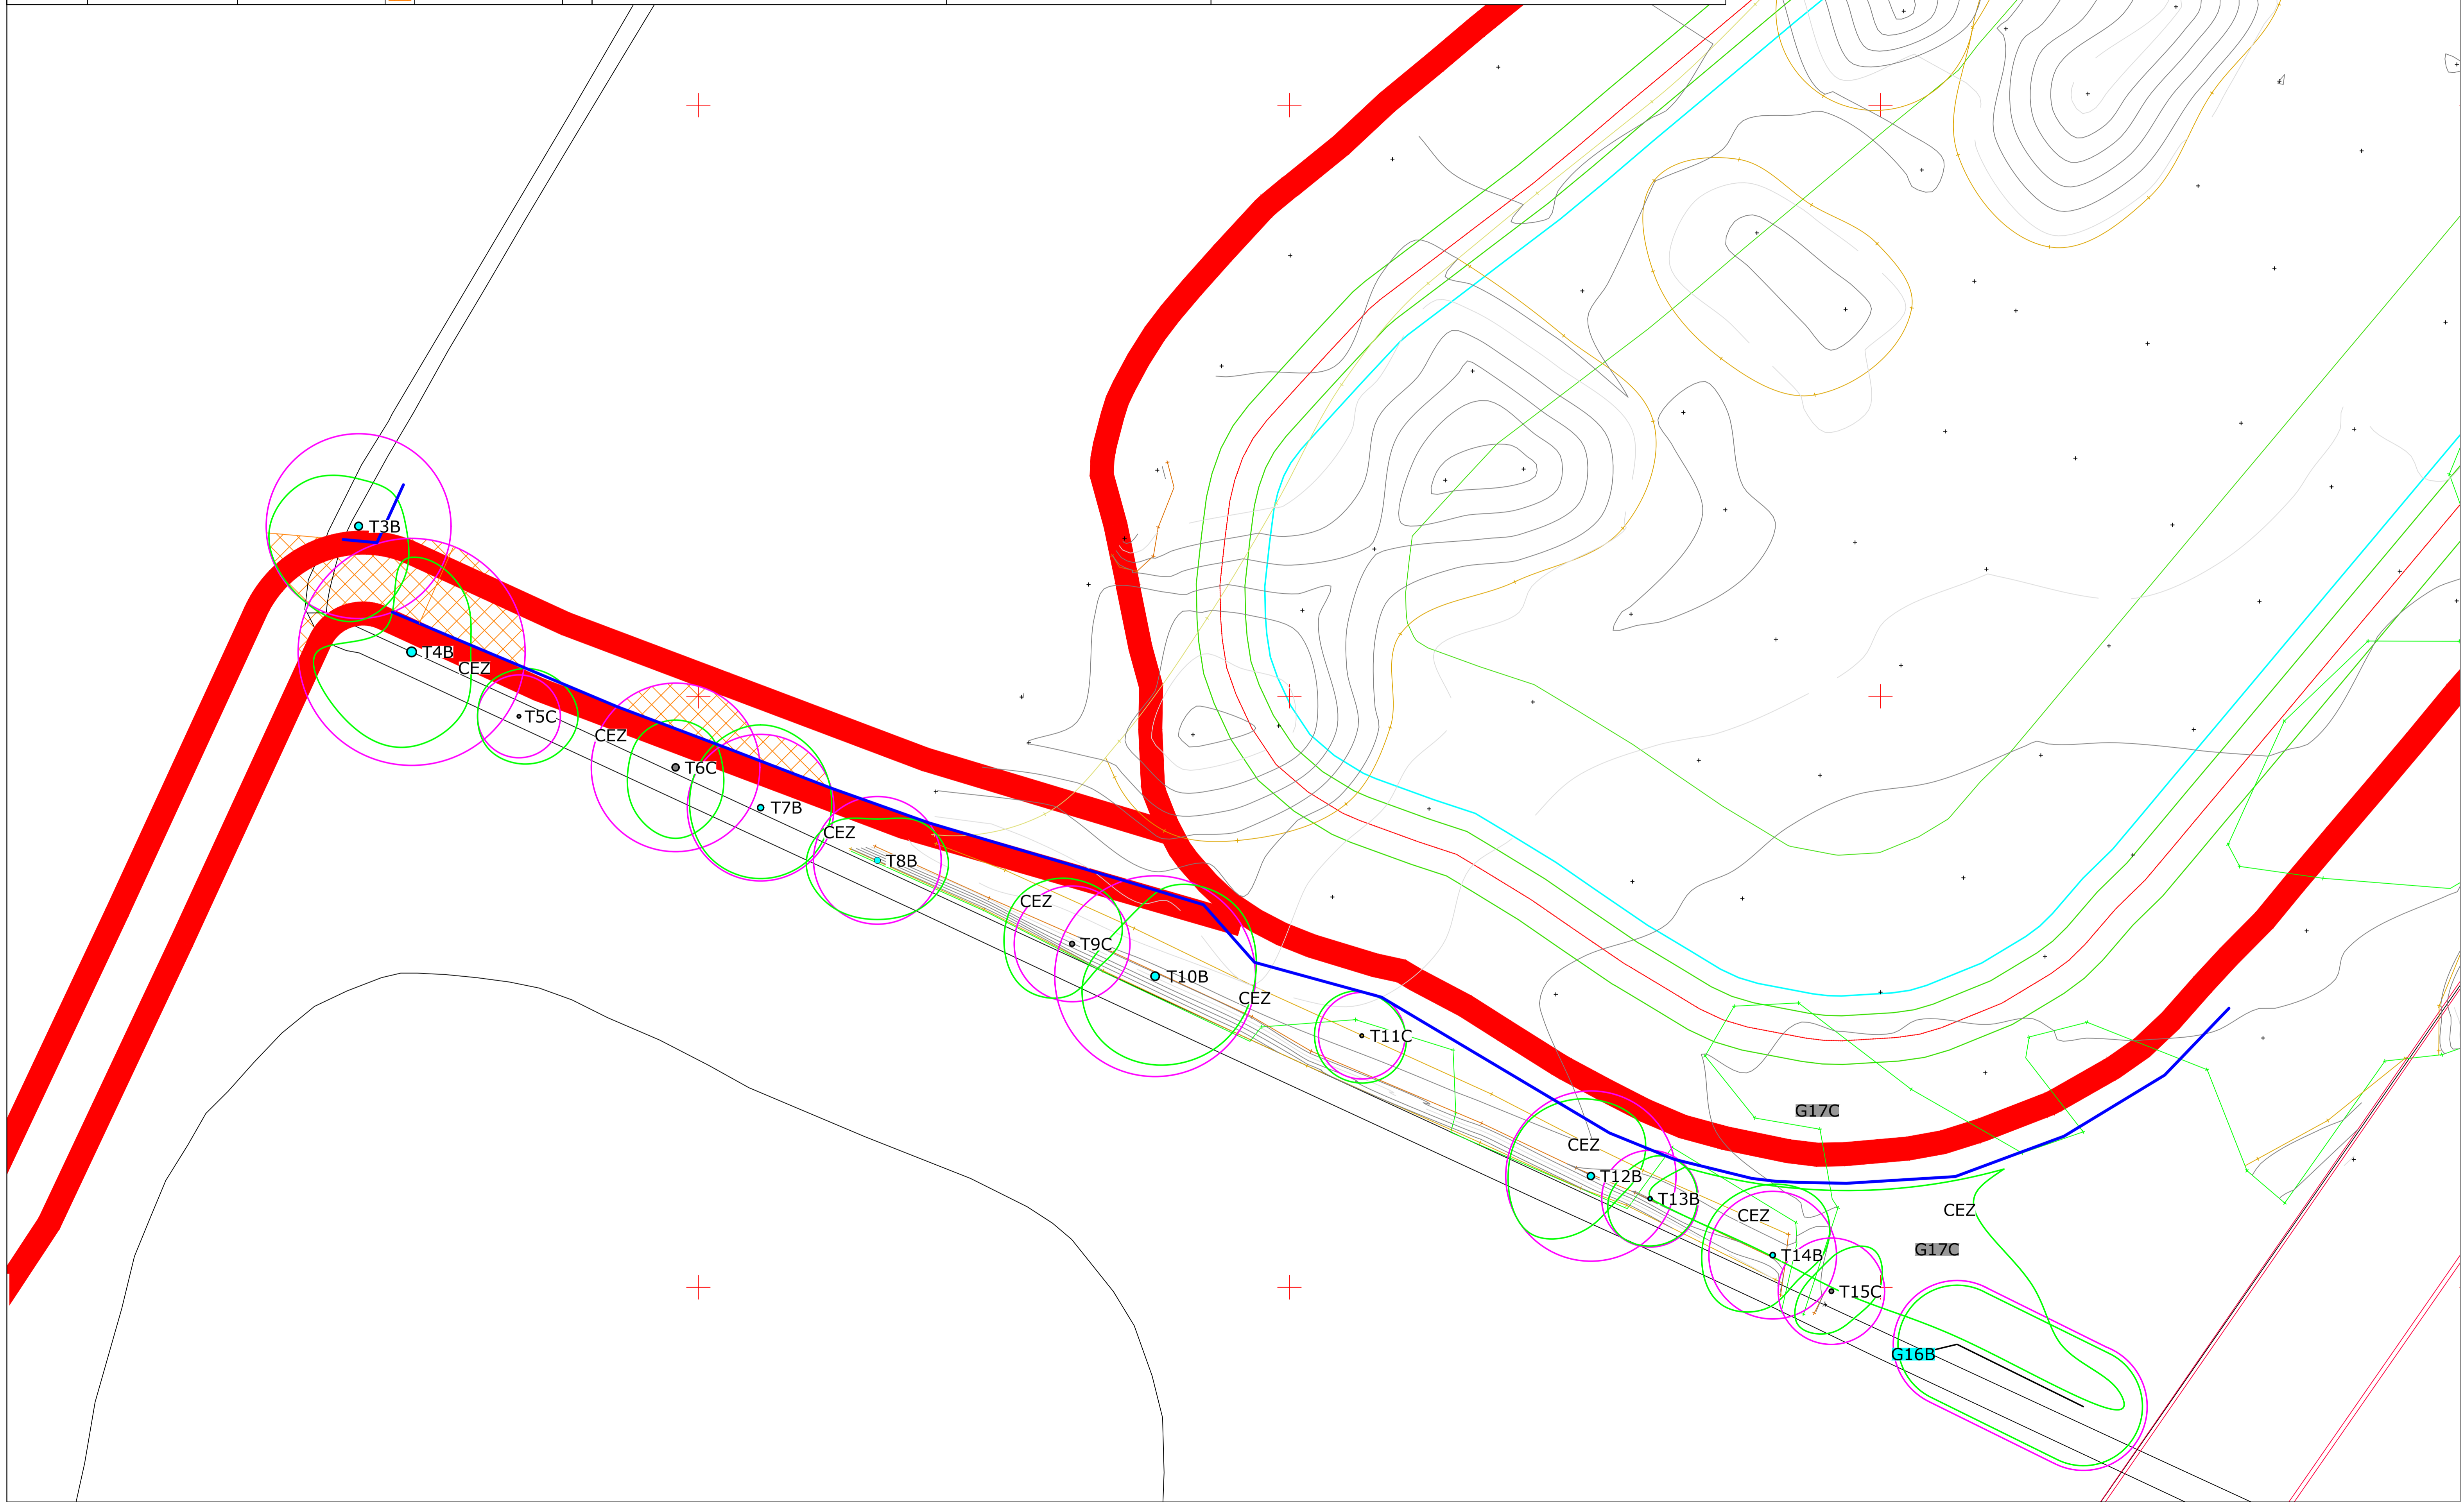 T3B
T4B
CEZ
T5C
CEZ
T6C
T7B
CEZ
T8B
CEZ
T9C
T10B
CEZ
T11C
G17C
CEZ
T12B
T13B
CEZ
CEZ
G17C
T14B
T15C
G16B